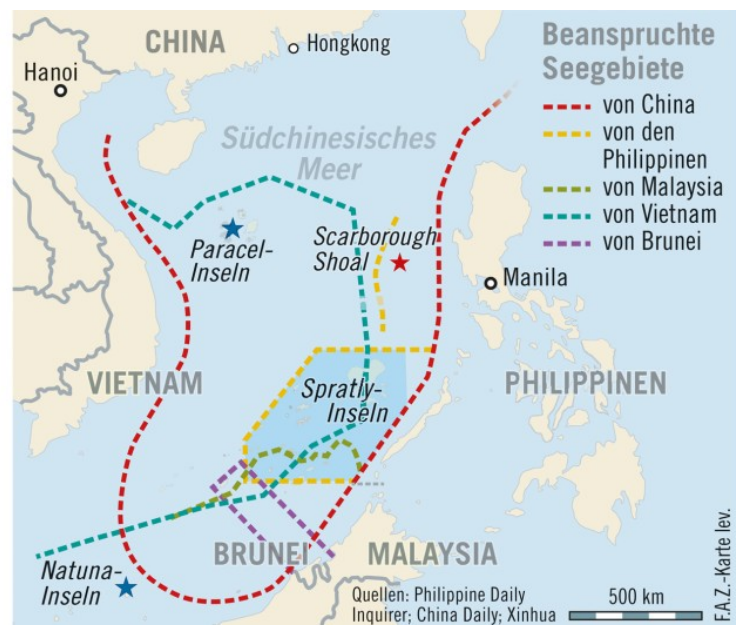 CHINA
Hongkong
Hanoi
Südchinesisches
Meer
Beanspruchte
Seegebiete
von China
von den
Philippinen
von Malaysia
von Vietnam
von Brunei
Paracel-
Inseln
Scarborough
Shoal
Manila
VIETNAM
Spratly-
Inseln
PHILIPPINEN
BRUNEI
MALAYSIA
Natuna-
Inseln
Quellen: Philippine Daily
Inquirer; China Daily; Xinhua
500 km
F.A.Z.-Karte lev.